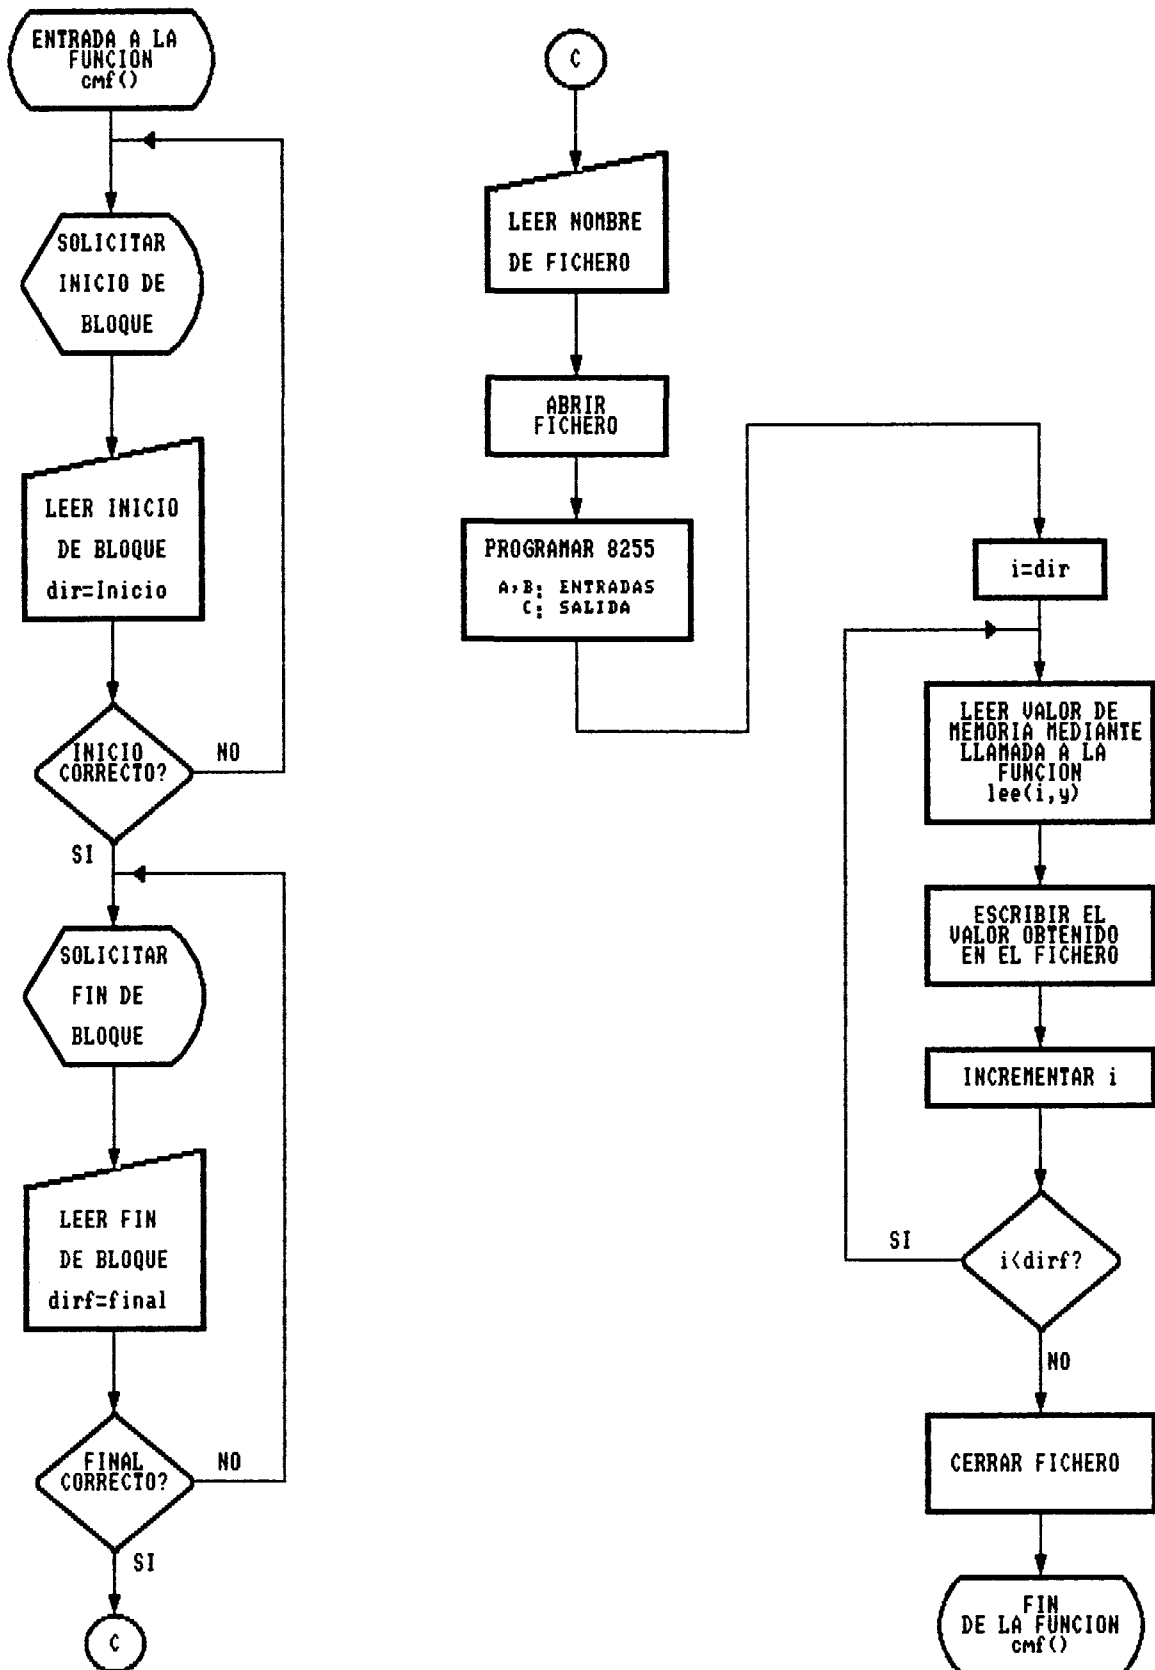 ENTRADA A LA
FUNCION
cmf()
SOLICITAR
INICIO DE
BLOQUE
LEER INICIO
DE BLOQUE
dir=Inicio
INICIO
CORRECTO?
NO
SI
SOLICITAR
FIN DE
BLOQUE
LEER FIN
DE BLOQUE
dirf=final
FINAL
CORRECTO?
NO
SI
C
C
LEER NOMBRE
DE FICHERO
ABRIR
FICHERO
PROGRAMAR 8255
A,B: ENTRADAS
C: SALIDA
i=dir
LEER VALOR DE
MEMORIA MEDIANTE
LLAMADA A LA
FUNCION
lee(i,y)
ESCRIBIR EL
VALOR OBTENIDO
EN EL FICHERO
INCREMENTAR i
i<dirf?
SI
NO
CERRAR FICHERO
FIN
DE LA FUNCION
cmf()